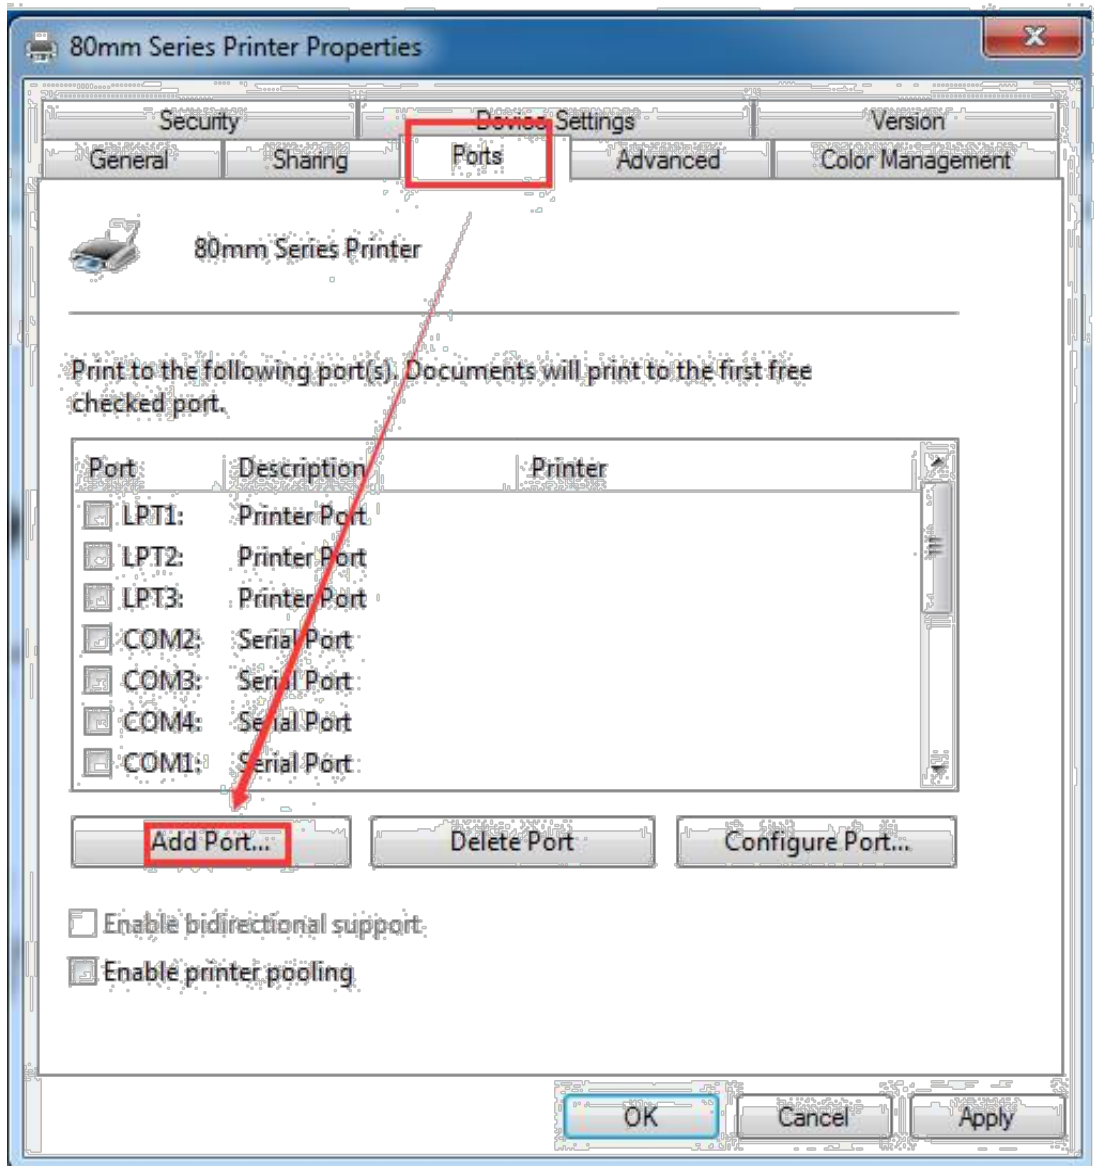 80mm Series Printer Properties
Security Device Settings Version
General Sharing Ports Advanced Color Management
80mm Series Printer
Print to the following port(s). Documents will print to the first free
checked port.
Port Description Printer
LPT1: Printer Port
LPT2: Printer Port
LPT3: Printer Port
COM2: Serial Port
COM3: Serial Port
COM4: Serial Port
COM1: Serial Port
Add Port... Delete Port Configure Port...
Enable bidirectional support
Enable printer pooling
OK Cancel Apply